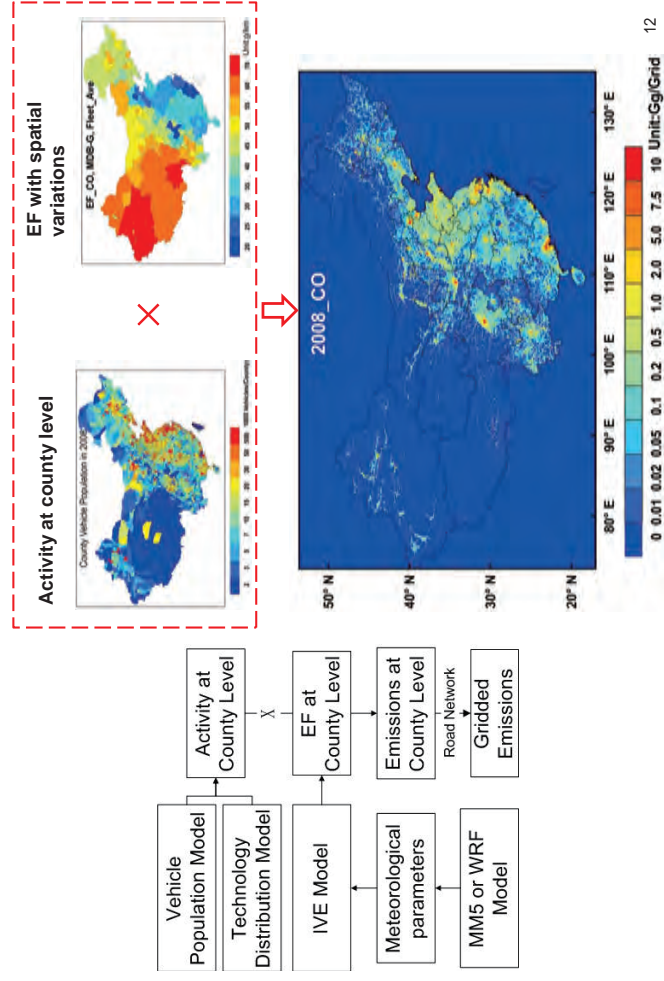 Vehicle
Population Model
Technology
Distribution Model
IVE Model
Meteorological
parameters
MM5 or WRF
Model
Activity at
County Level
X
EF at
County Level
Emissions at
County Level
Road Network
Gridded
Emissions
Activity at county level
County Vehicle Population in 2008
×
EF with spatial
variations
EF_CO, MDB-G, Fleet_Ave
Unit:g/km
2008_CO
50° N
40° N
30° N
20° N
80° E
90° E
100° E
110° E
120° E
130° E
0 0.01 0.02 0.05 0.1 0.2 0.5 1.0 2.0 5.0 7.5 10 Unit:Gg/Grid
12